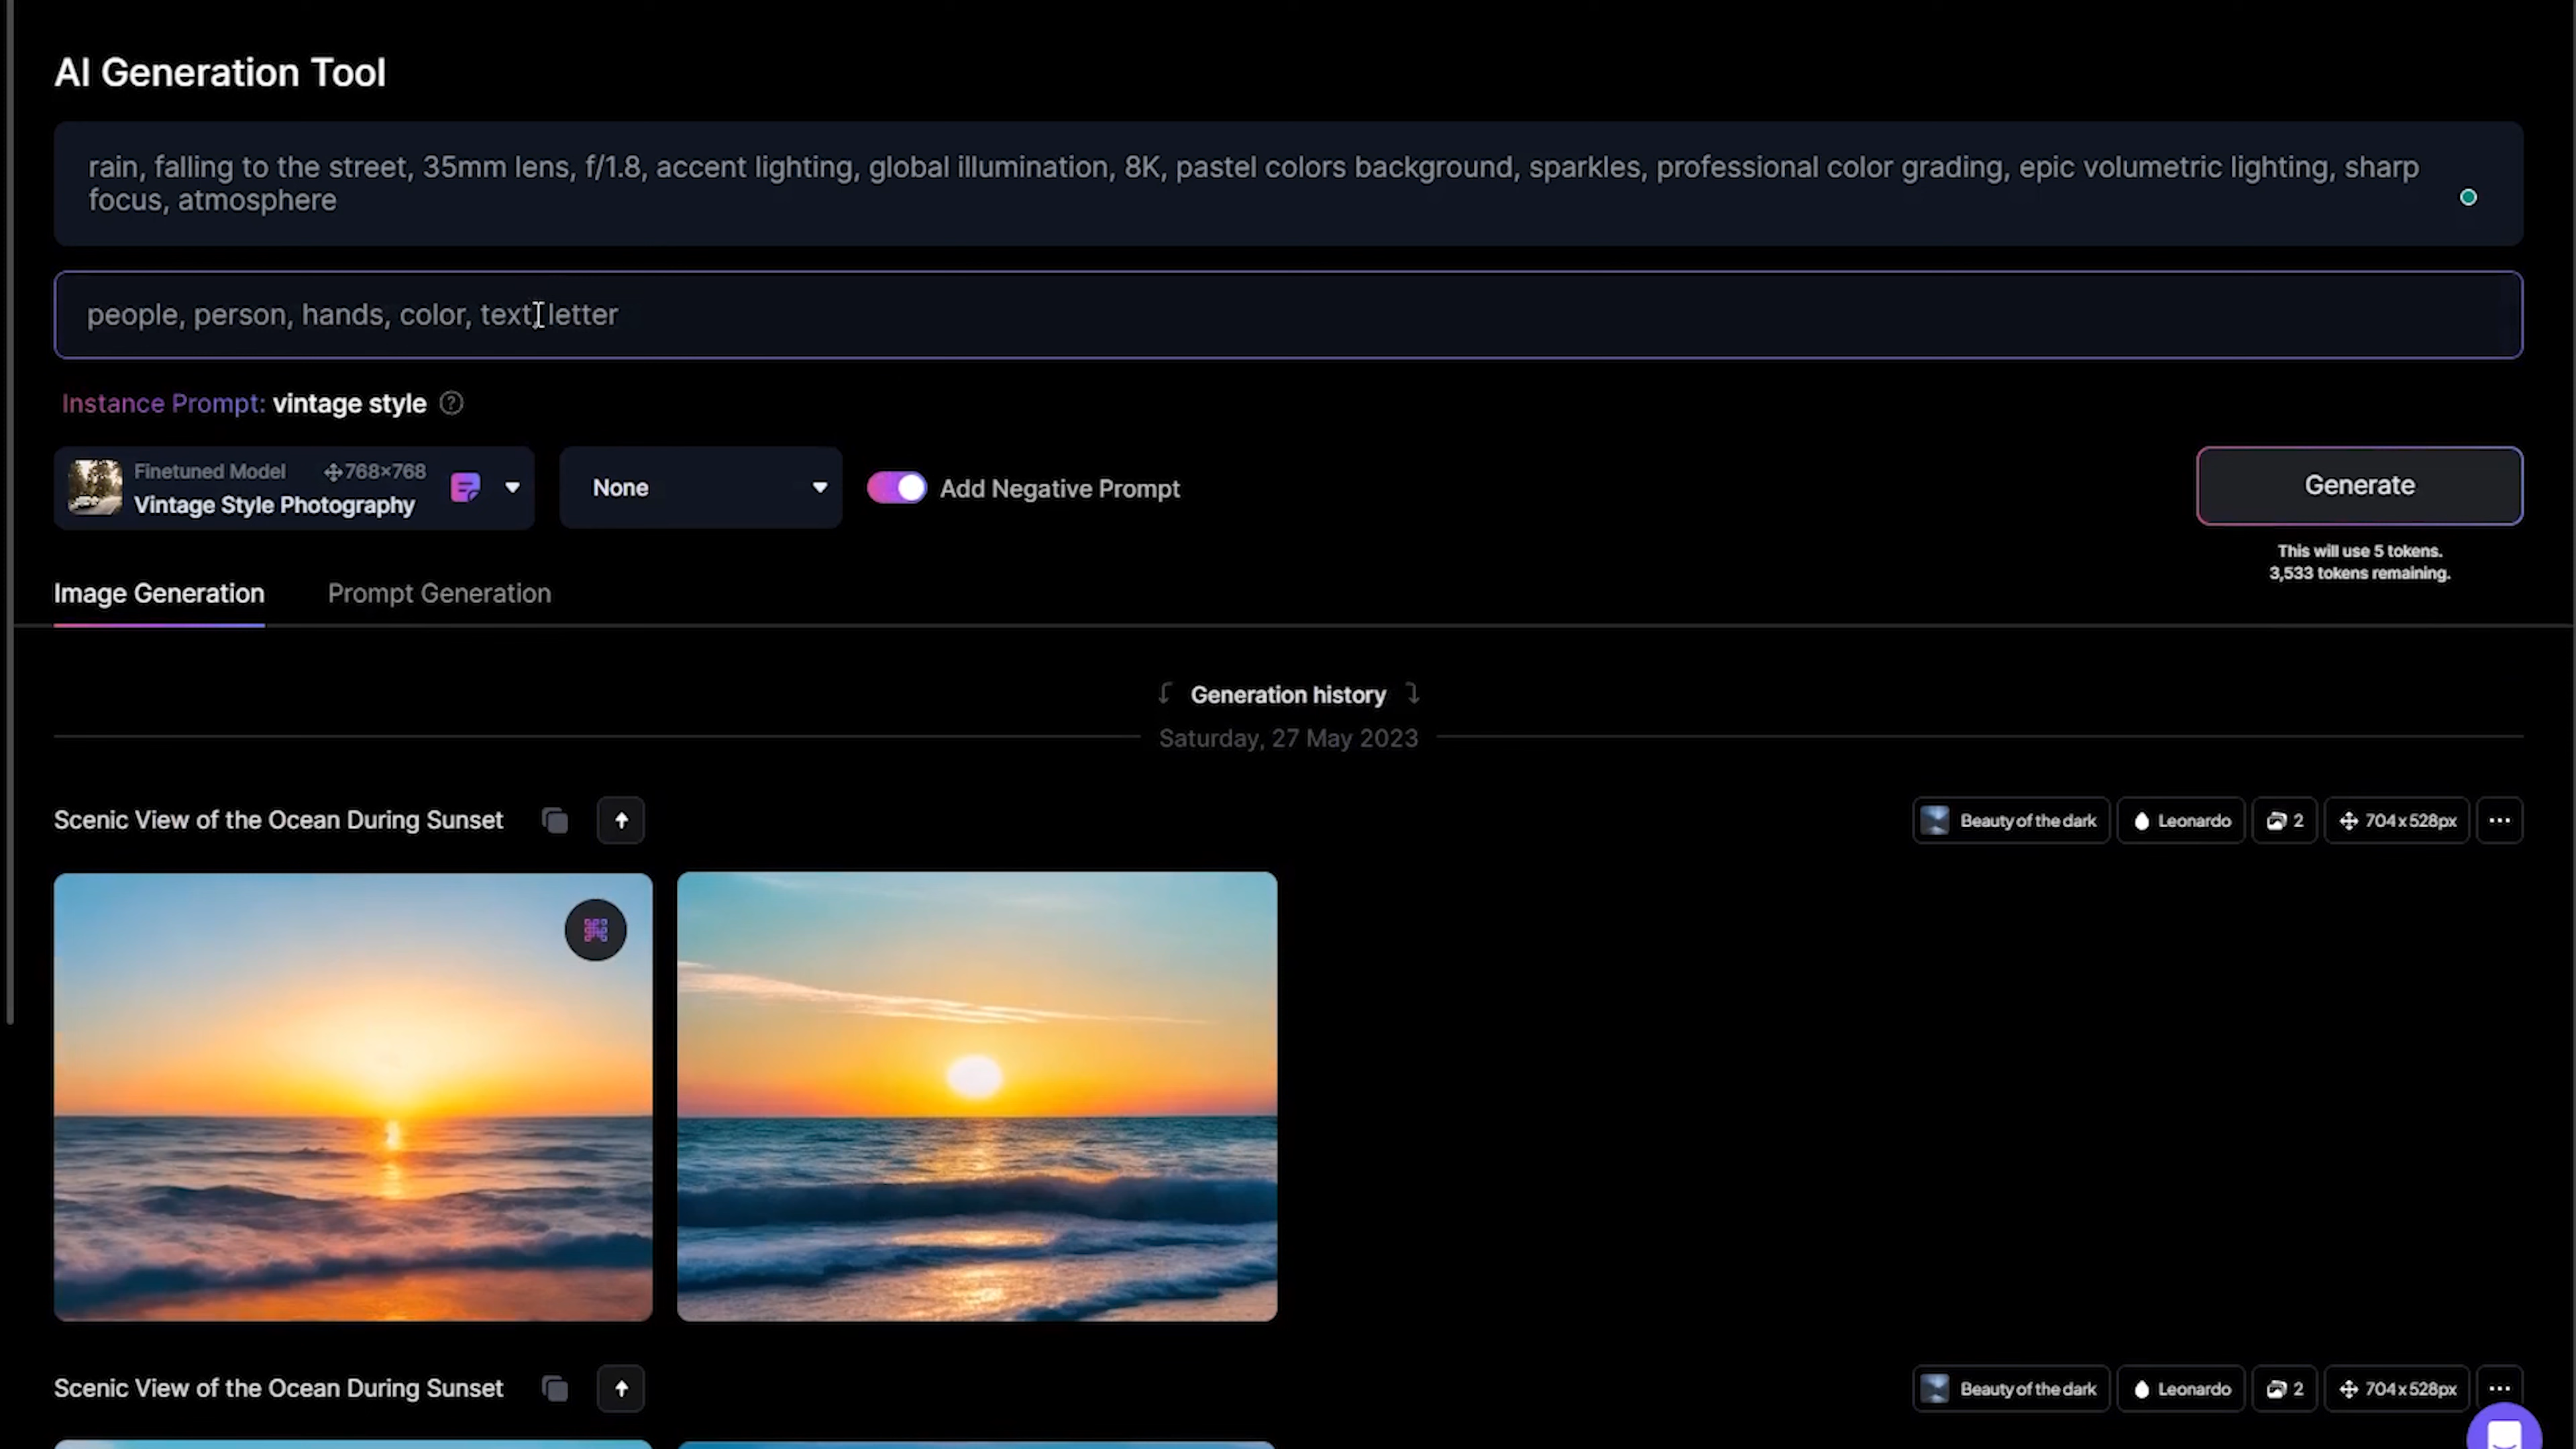 AI Generation Tool
rain, falling to the street, 35mm lens, f/1.8, accent lighting, global illumination, 8K, pastel colors background, sparkles, professional color grading, epic volumetric lighting, sharp
focus, atmosphere
people, person, hands, color, text, letter
Instance Prompt: vintage style
Finetuned Model 768×768
Vintage Style Photography
None
Add Negative Prompt
Generate
This will use 5 tokens.
3,533 tokens remaining.
Image Generation
Prompt Generation
Generation history
Saturday, 27 May 2023
Scenic View of the Ocean During Sunset
Beauty of the dark
Leonardo
2
704 x 528px
Scenic View of the Ocean During Sunset
Beauty of the dark
Leonardo
2
704 x 528px